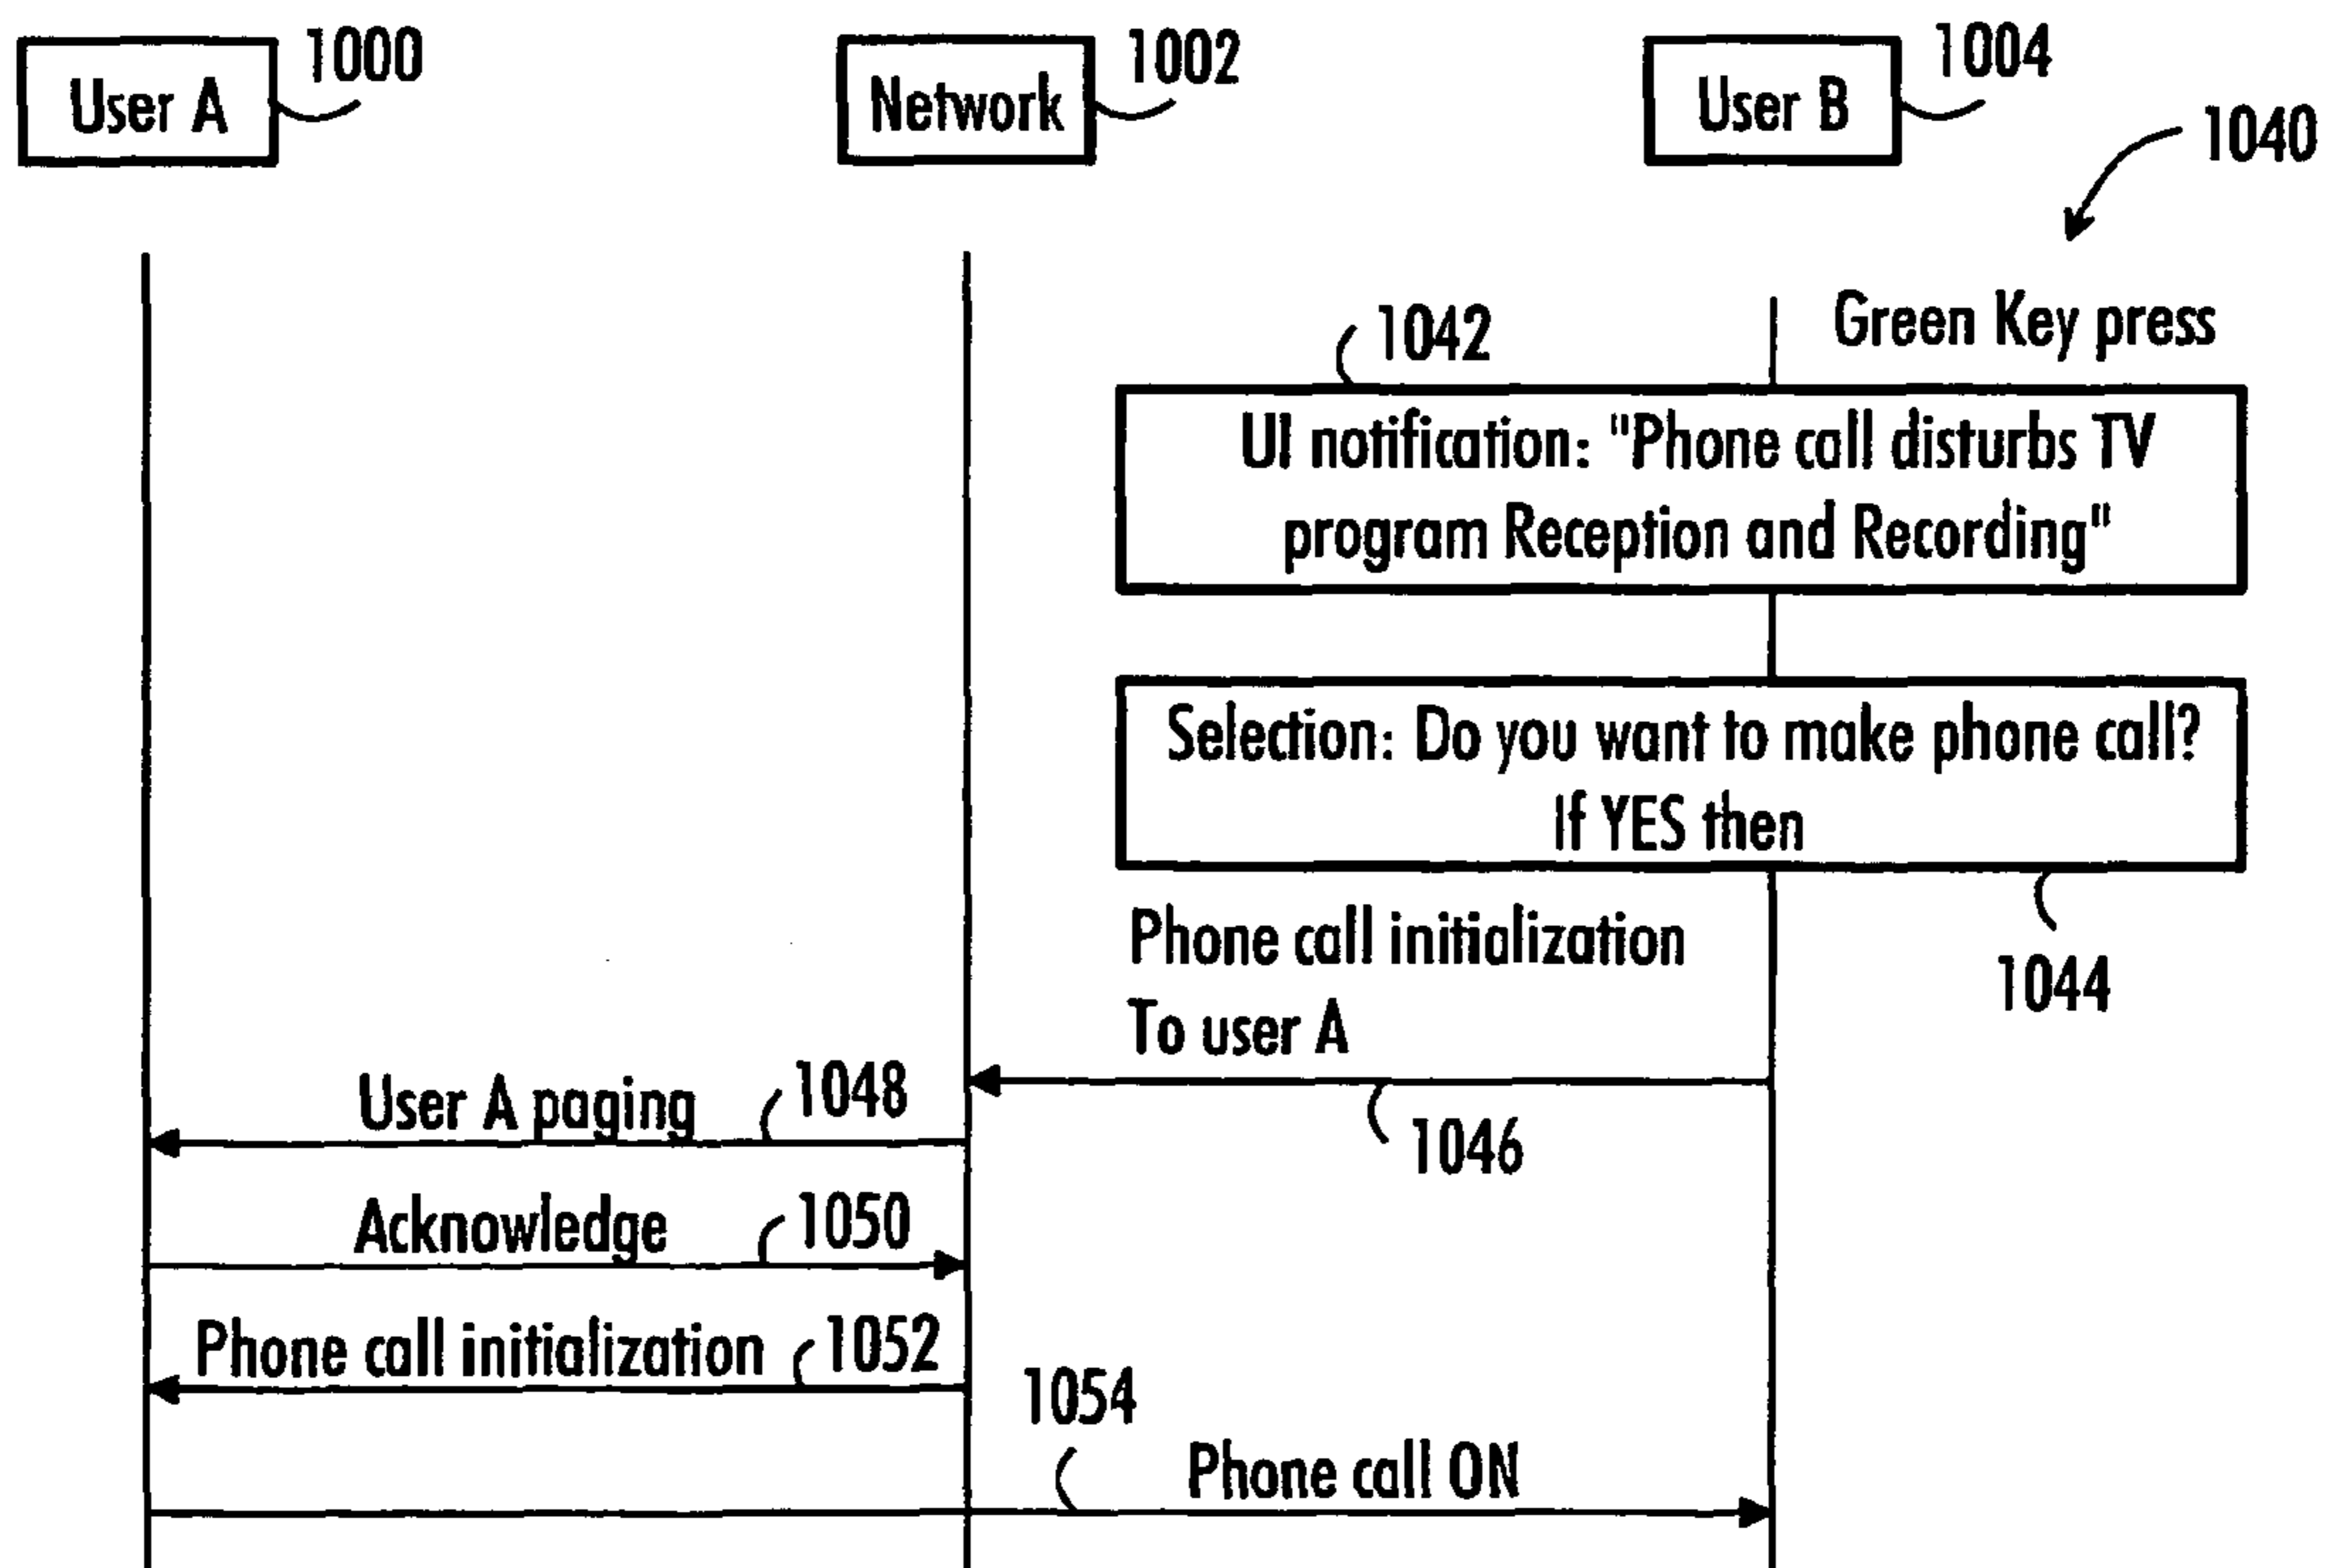 User A
1000
Network
1002
User B
1004
1040
Green Key press
1042
UI notification: "Phone call disturbs TV
program Reception and Recording"
Selection: Do you want to make phone call?
If YES then
1044
Phone call initialization
To user A
1046
User A paging
1048
Acknowledge
1050
Phone call initialization
1052
1054
Phone call ON